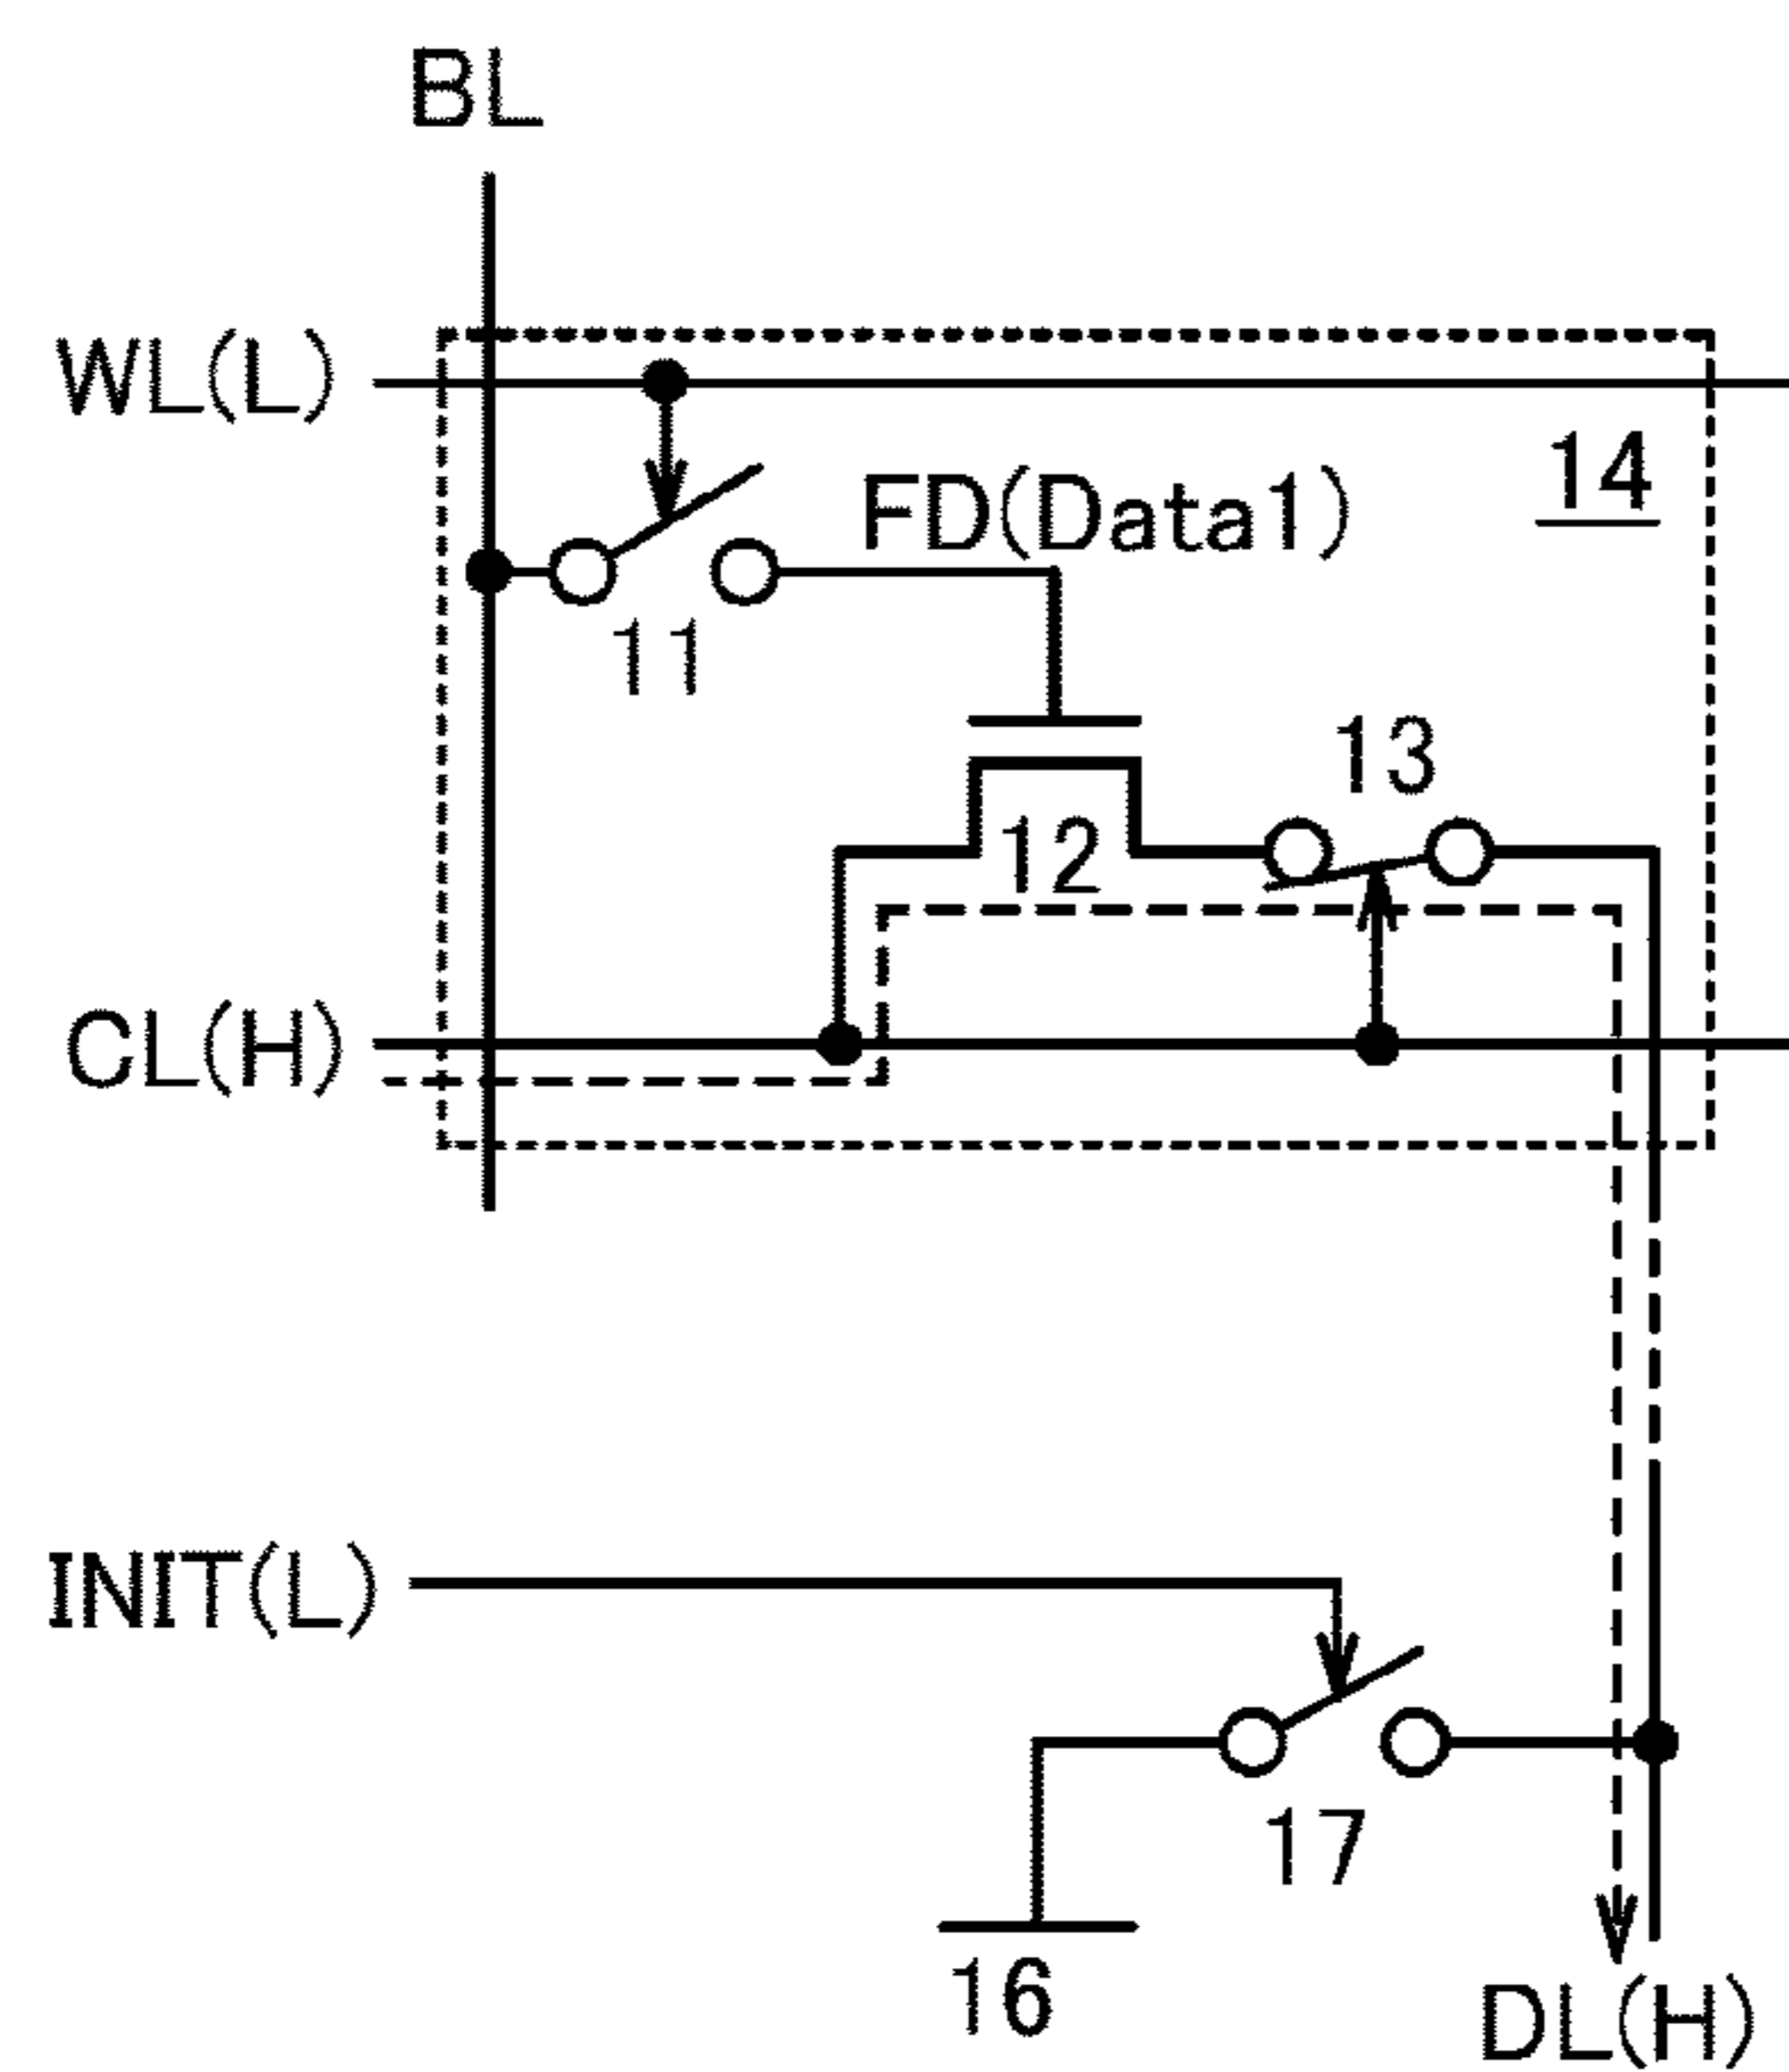 BL
WL(L)
14
FD(Data1)
11
13
12
CL(H)
INIT(L)
17
16
DL(H)